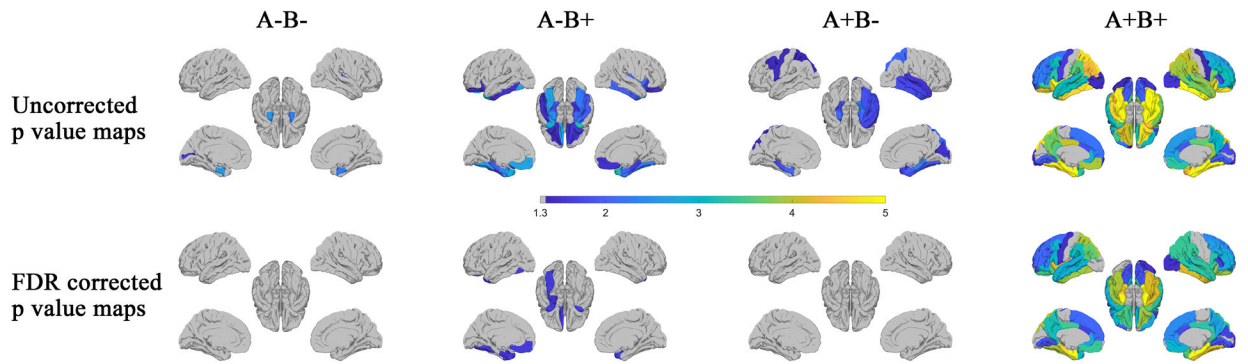 A-B-
A-B+
A+B-
A+B+
Uncorrected
p value maps
1.3
2
3
4
5
FDR corrected
p value maps